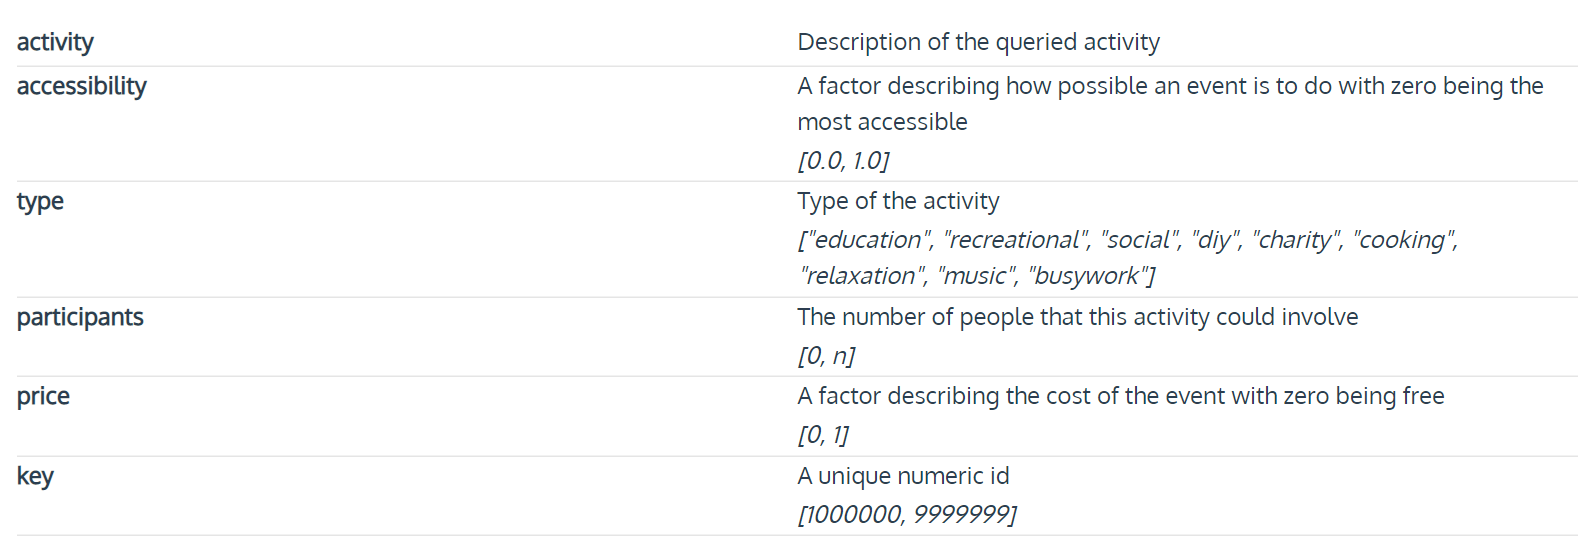 activity
Description of the queried activity
accessibility
A factor describing how possible an event is to do with zero being the
most accessible
[0.0, 1.0]
type
Type of the activity
["education", "recreational", "social", "diy", "charity", "cooking",
"relaxation", "music", "busywork"]
participants
The number of people that this activity could involve
[0, n]
price
A factor describing the cost of the event with zero being free
[0, 1]
key
A unique numeric id
[1000000, 9999999]